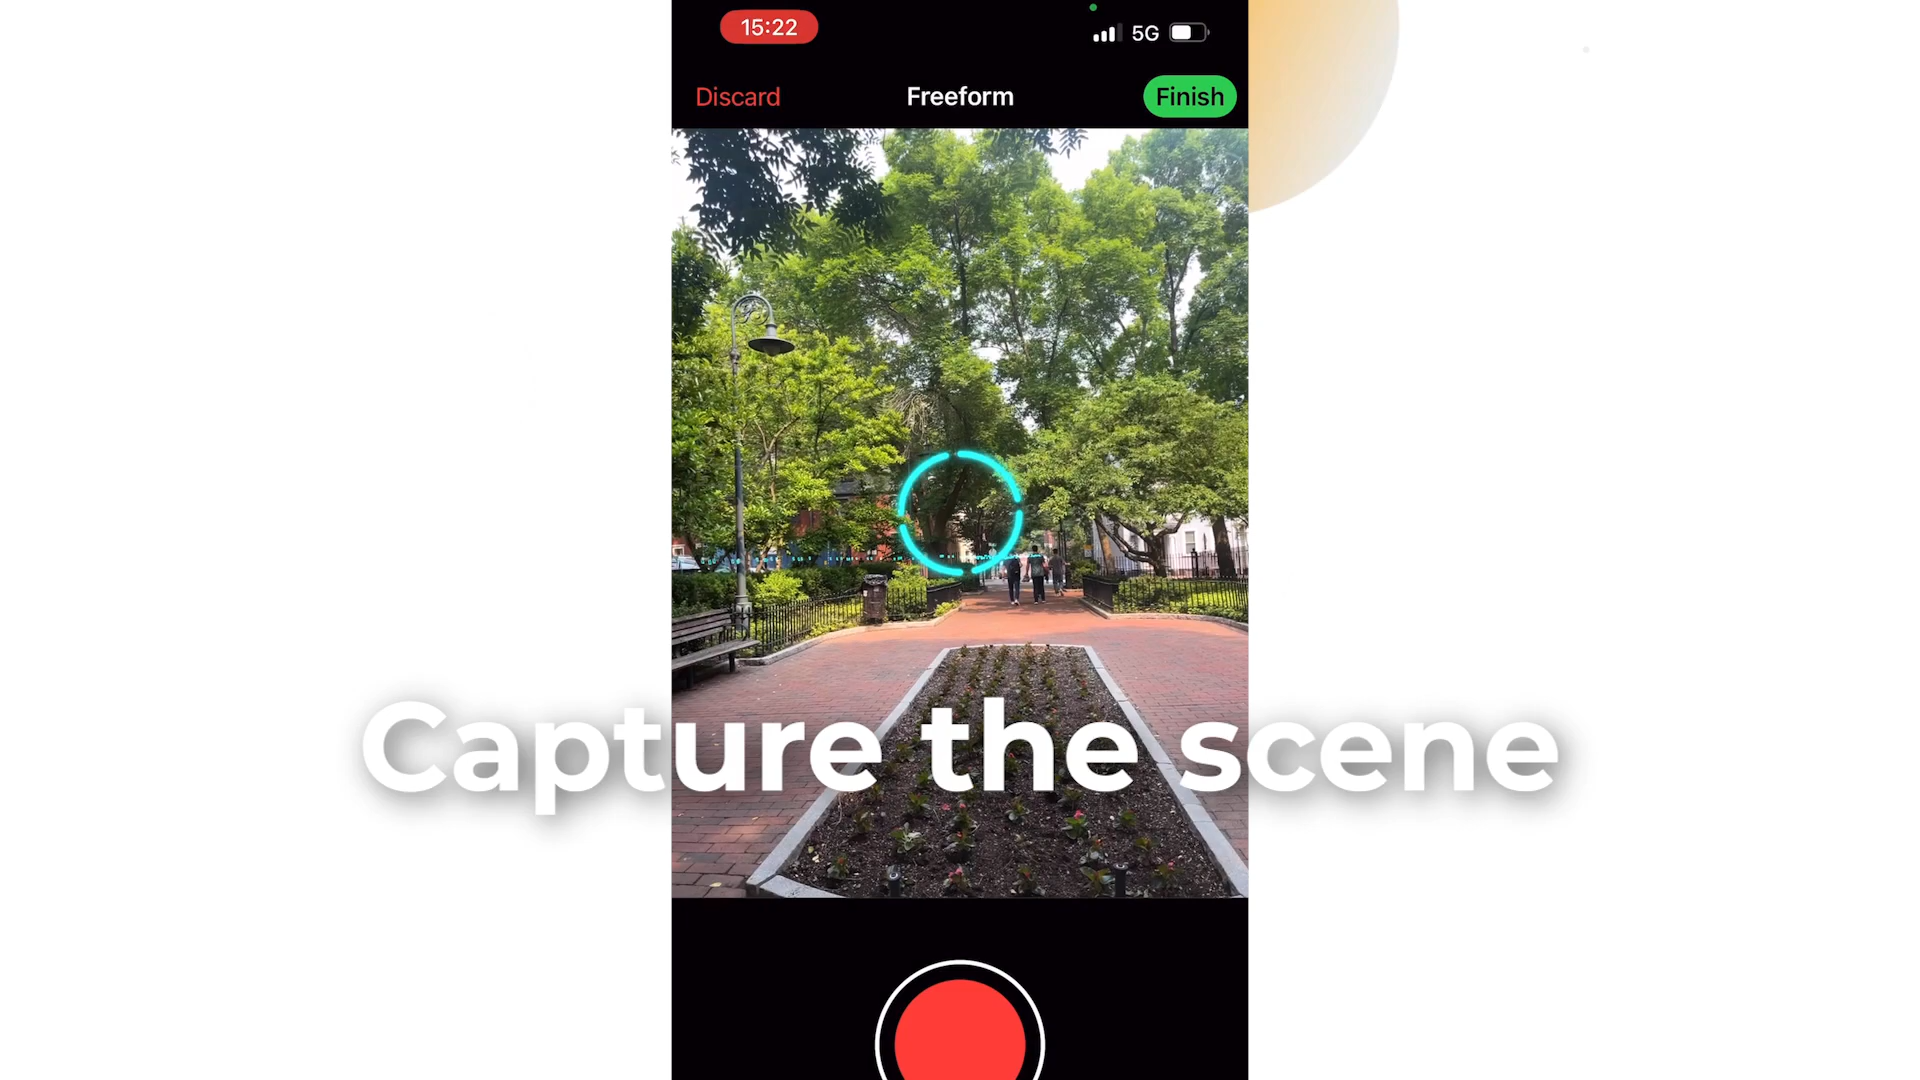 15:22
5G
Discard
Freeform
Finish
Capture the scene